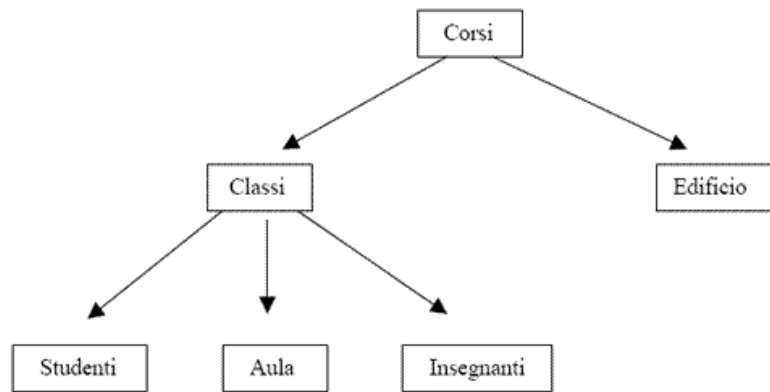 Corsi
Classi
Edificio
Studenti
Aula
Insegnanti